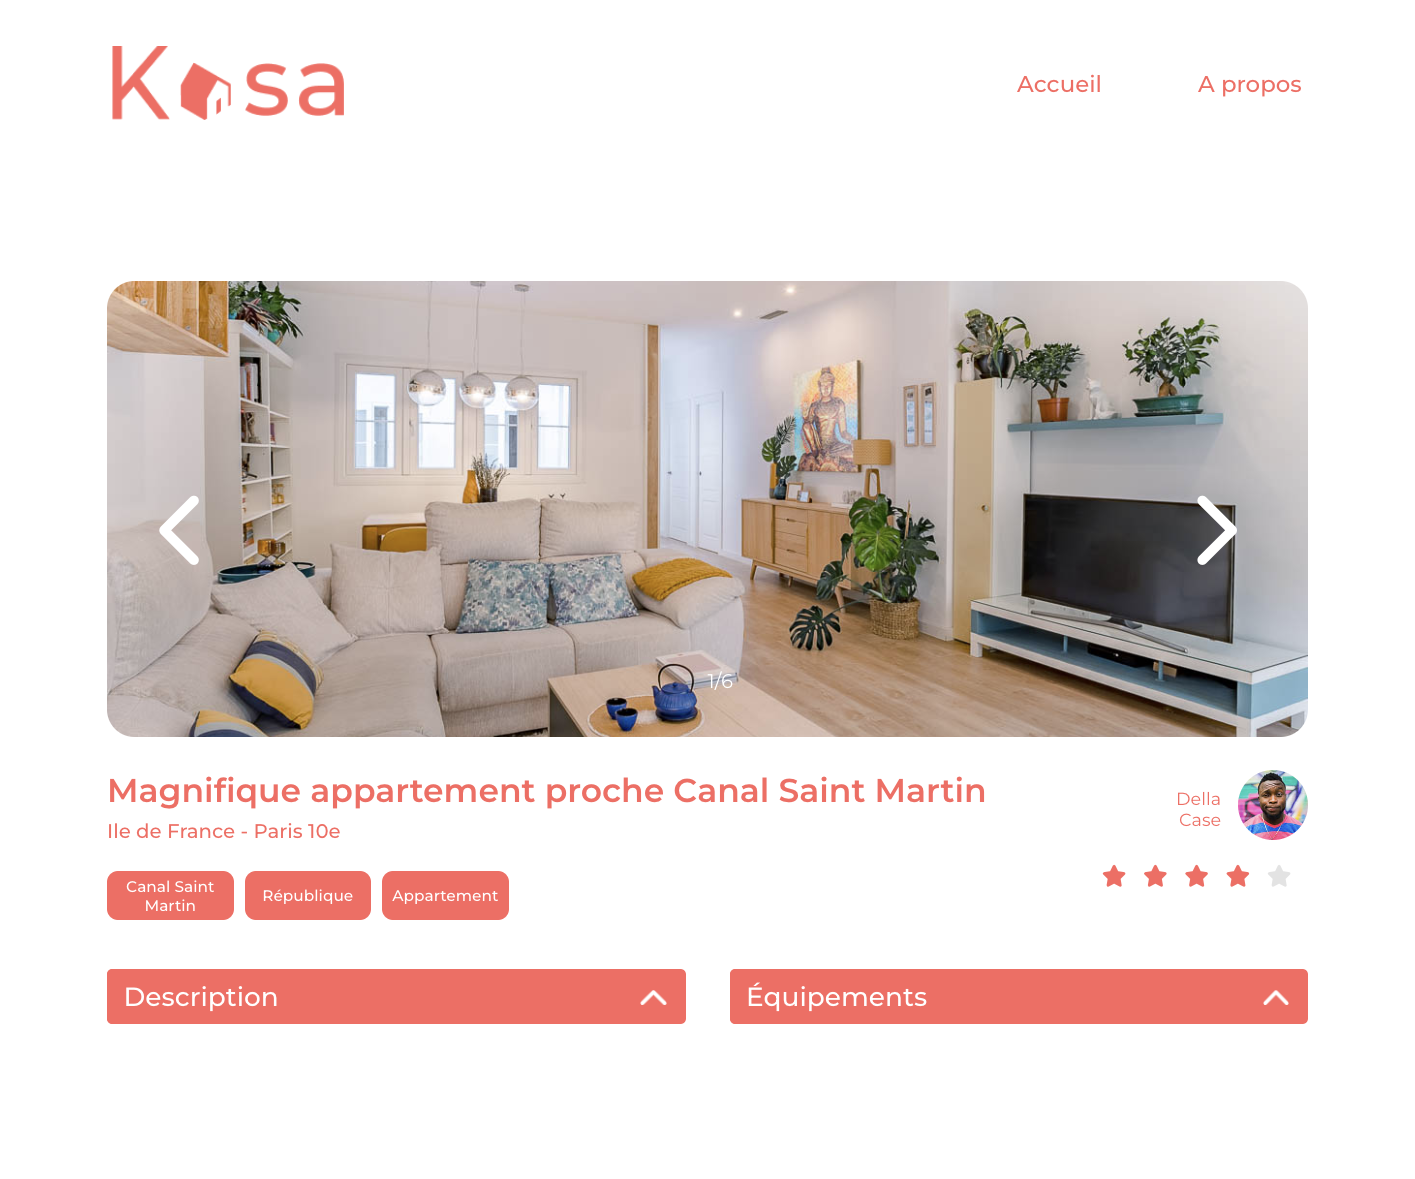 Kasa
Accueil
A propos
1/6
Magnifique appartement proche Canal Saint Martin
Ile de France - Paris 10e
Della
Case
Canal Saint
Martin
République
Appartement
Description
Équipements